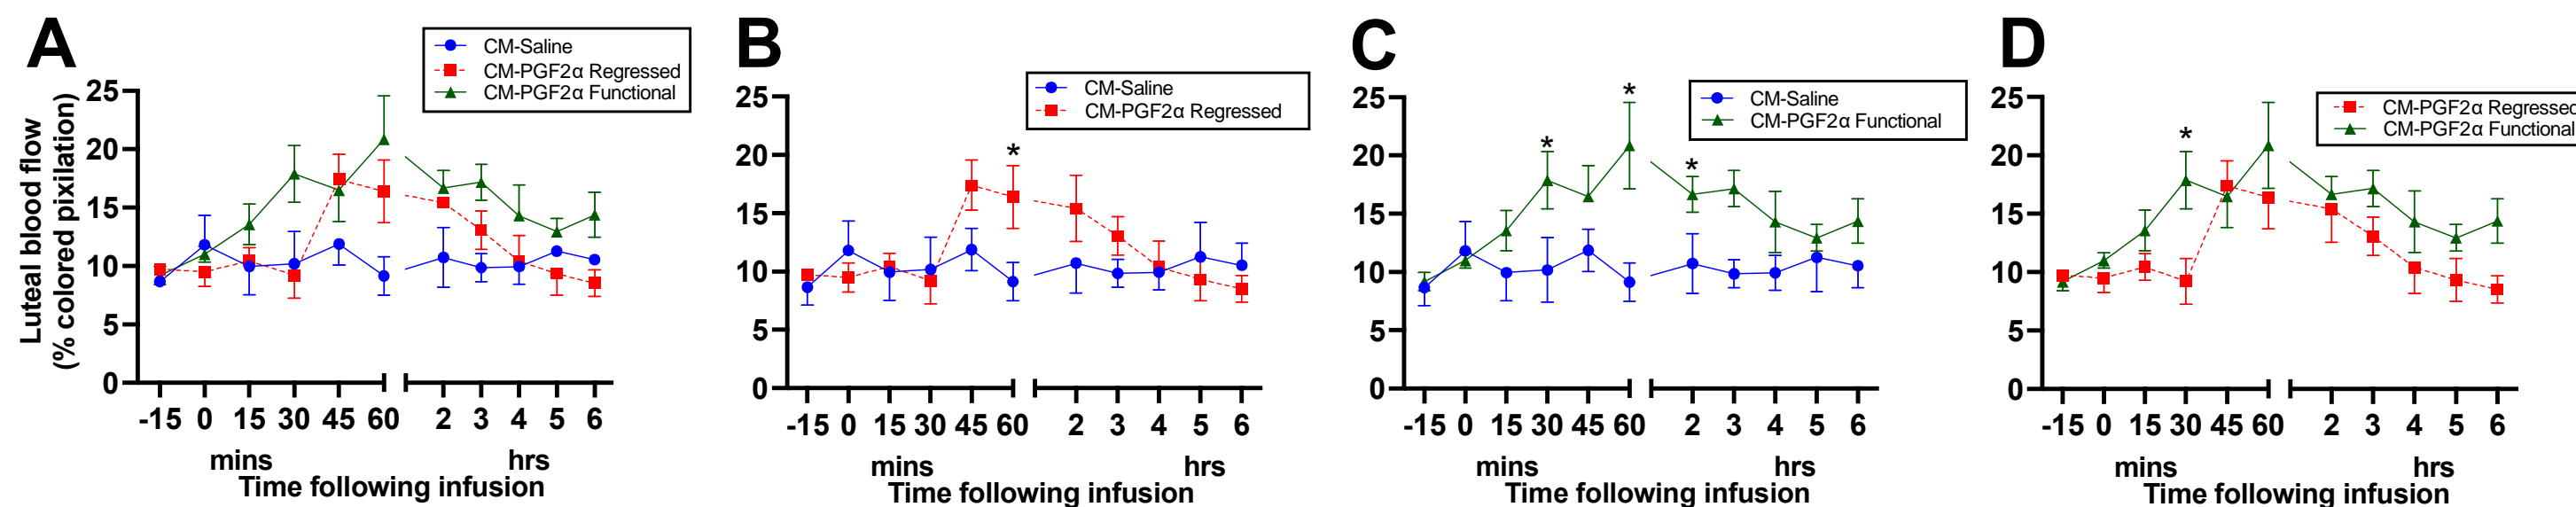 A
CM-Saline
CM-PGF2α Regressed
CM-PGF2α Functional
Luteal blood flow
(% colored pixilation)
25
20
15
10
5
0
-15 0 15 30 45 60 2 3 4 5 6
mins hrs
Time following infusion
B
CM-Saline
CM-PGF2α Regressed
25
20
15
10
5
0
*
-15 0 15 30 45 60 2 3 4 5 6
mins hrs
Time following infusion
C
CM-Saline
CM-PGF2α Functional
25
20
15
10
5
0
* * *
-15 0 15 30 45 60 2 3 4 5 6
mins hrs
Time following infusion
D
CM-PGF2α Regressed
CM-PGF2α Functional
25
20
15
10
5
0
*
-15 0 15 30 45 60 2 3 4 5 6
mins hrs
Time following infusion